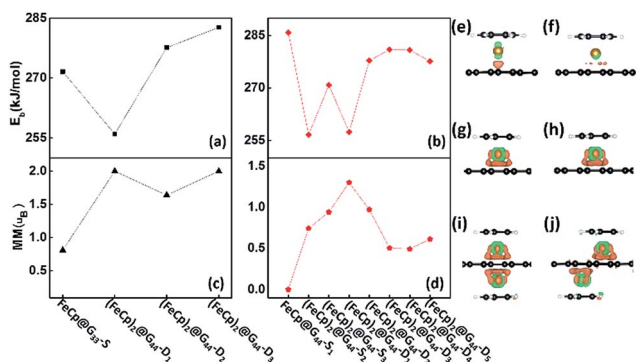 285
270
255
E_b (kJ/mol)
(a)
285
270
255
(b)
2.0
1.5
1.0
0.5
MM(u_B)
(c)
1.5
1.0
0.5
0.0
(d)
FeCp@G₃₃-S
(FeCp)₂@G₄₄-D₁
(FeCp)₂@G₄₄-D₂
(FeCp)₂@G₄₄-D₃
FeCp@G₄₄-S₁
(FeCp)₂@G₄₄-S₂
(FeCp)₂@G₄₄-S₃
(FeCp)₂@G₄₄-D₁
(FeCp)₂@G₄₄-D₂
(FeCp)₂@G₄₄-D₃
(FeCp)₂@G₄₄-D₄
(FeCp)₂@G₄₄-D₅
(e)
(f)
(g)
(h)
(i)
(j)